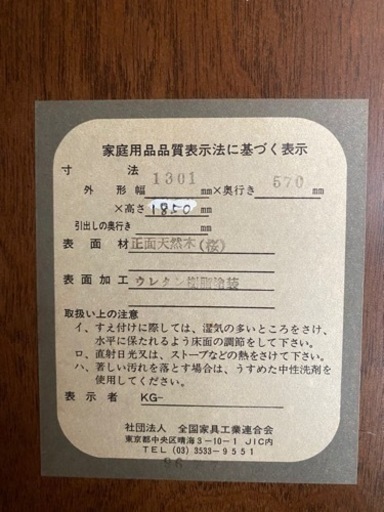 家庭用品品質表示法に基づく表示
寸法
外形幅 1301 mm×奥行き 570 mm
×高さ 1850 mm
引出しの奥行き mm
表面材 正面天然木(桜)
表面加工 ウレタン樹脂塗装
取扱い上の注意
イ、すえ付けに際しては、湿気の多いところをさけ、
水平に保たれるよう床面の調節をして下さい。
ロ、直射日光又は、ストーブなどの熱をさけて下さい。
ハ、著しい汚れを落とす場合は、うすめた中性洗剤を
使用してください。
表示者 KG-
社団法人 全国家具工業連合会
東京都中央区晴海3-10-1 JIC内
TEL (03) 3533-9551